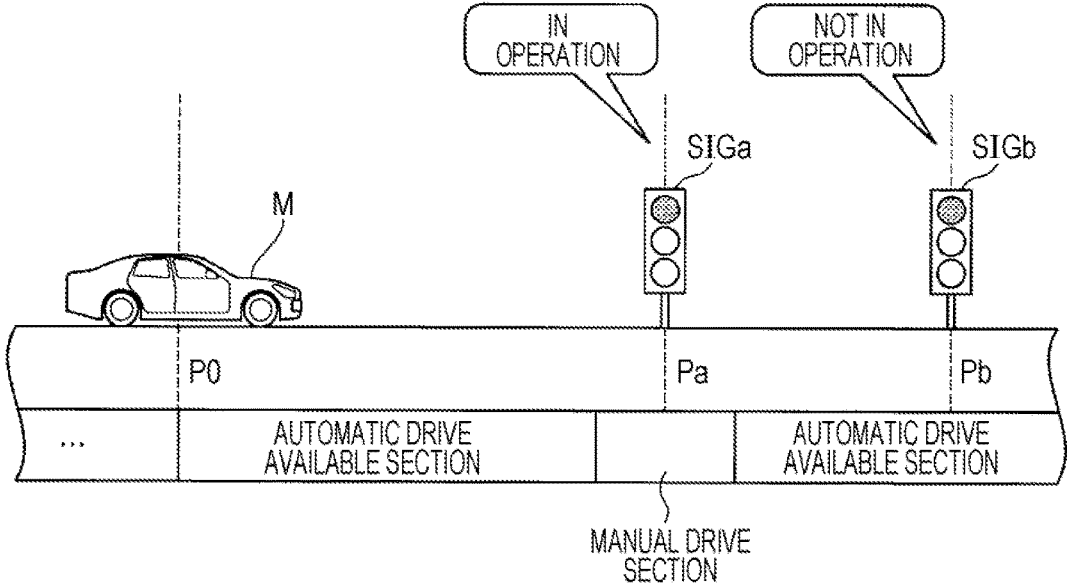 IN
OPERATION
NOT IN
OPERATION
SIGa
SIGb
M
P0
Pa
Pb
...
AUTOMATIC DRIVE
AVAILABLE SECTION
AUTOMATIC DRIVE
AVAILABLE SECTION
MANUAL DRIVE
SECTION